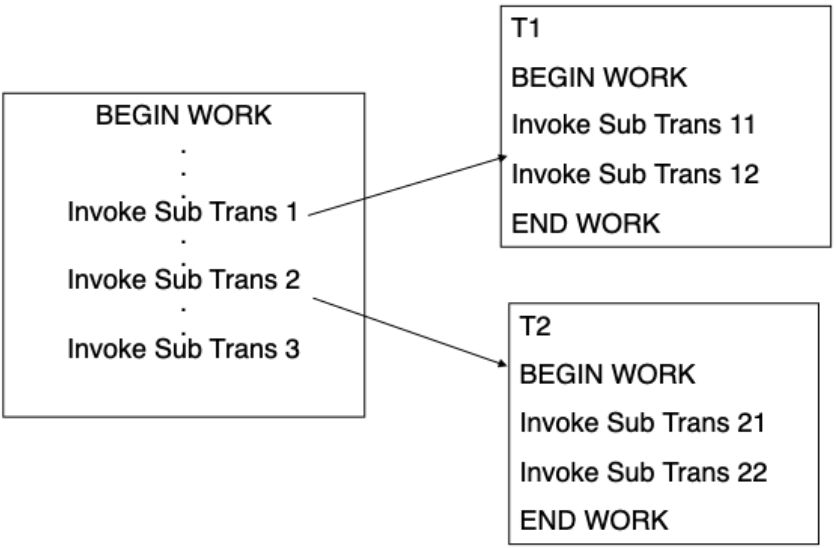 BEGIN WORK
.
.
.
Invoke Sub Trans 1
.
.
Invoke Sub Trans 2
.
.
Invoke Sub Trans 3
T1
BEGIN WORK
Invoke Sub Trans 11
Invoke Sub Trans 12
END WORK
T2
BEGIN WORK
Invoke Sub Trans 21
Invoke Sub Trans 22
END WORK